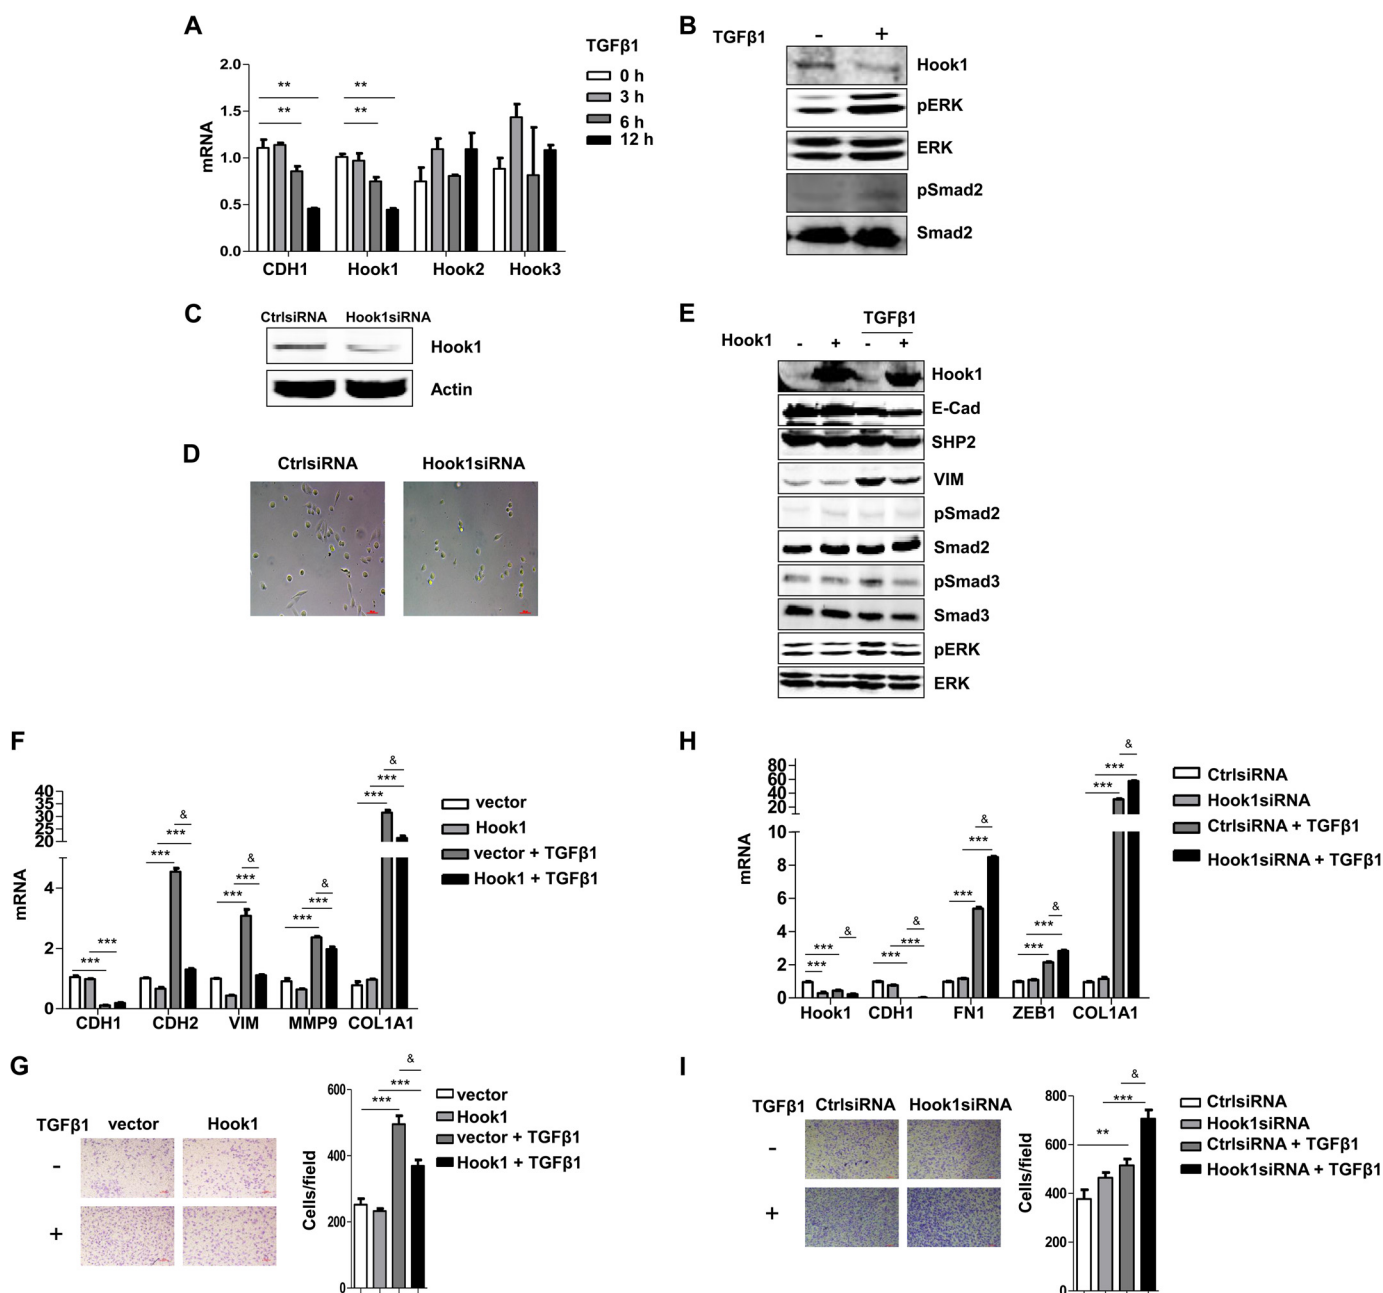 A
TGFβ1
0 h
3 h
6 h
12 h
mRNA
2.0
1.5
1.0
0.5
0.0
** **
** **
CDH1 Hook1 Hook2 Hook3
B
TGFβ1 - +
Hook1
pERK
ERK
pSmad2
Smad2
C
CtrlsiRNA Hook1siRNA
Hook1
Actin
D
CtrlsiRNA Hook1siRNA
E
TGFβ1
Hook1 - + - +
Hook1
E-Cad
SHP2
VIM
pSmad2
Smad2
pSmad3
Smad3
pERK
ERK
F
mRNA
40
35
30
25
20
4
2
0
*** ***
*** *** &
*** *** &
*** *** &
*** *** &
CDH1 CDH2 VIM MMP9 COL1A1
vector
Hook1
vector + TGFβ1
Hook1 + TGFβ1
H
mRNA
80
60
40
20
10
8
6
4
2
0
*** *** &
*** *** &
*** *** &
*** *** &
*** *** &
Hook1 CDH1 FN1 ZEB1 COL1A1
CtrlsiRNA
Hook1siRNA
CtrlsiRNA + TGFβ1
Hook1siRNA + TGFβ1
G
TGFβ1 vector Hook1
-
+
Cells/field
600
400
200
0
*** *** &
vector
Hook1
vector + TGFβ1
Hook1 + TGFβ1
I
TGFβ1 CtrlsiRNA Hook1siRNA
-
+
Cells/field
800
600
400
200
0
** *** &
CtrlsiRNA
Hook1siRNA
CtrlsiRNA + TGFβ1
Hook1siRNA + TGFβ1